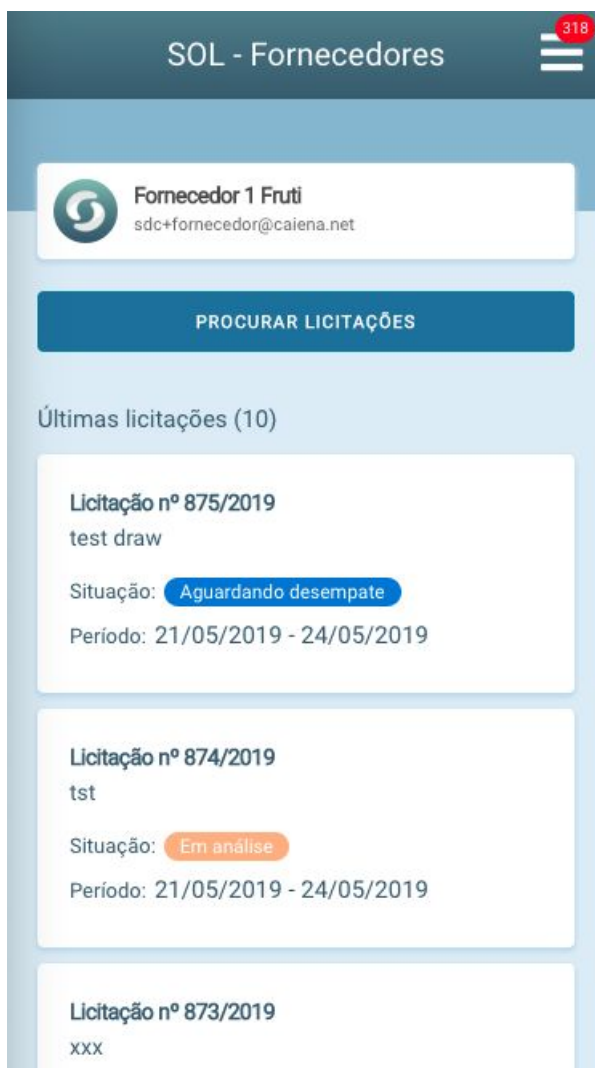 318
SOL - Fornecedores
Fornecedor 1 Fruti
sdc+fornecedor@caiena.net
PROCURAR LICITAÇÕES
Últimas licitações (10)
Licitação nº 875/2019
test draw
Situação: Aguardando desempate
Período: 21/05/2019 - 24/05/2019
Licitação nº 874/2019
tst
Situação: Em análise
Período: 21/05/2019 - 24/05/2019
Licitação nº 873/2019
xxx